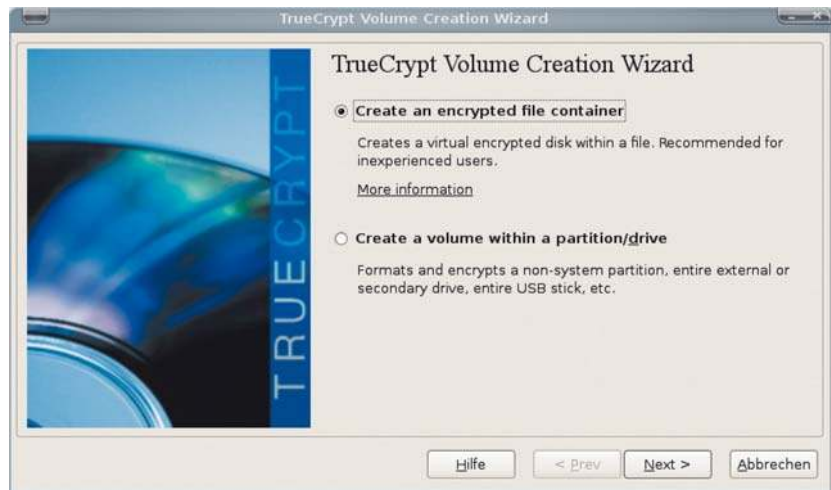 TrueCrypt Volume Creation Wizard
TRUECRYPT
TrueCrypt Volume Creation Wizard
Create an encrypted file container
Creates a virtual encrypted disk within a file. Recommended for
inexperienced users.
More information
Create a volume within a partition/drive
Formats and encrypts a non-system partition, entire external or
secondary drive, entire USB stick, etc.
Hilfe
< Prev
Next >
Abbrechen